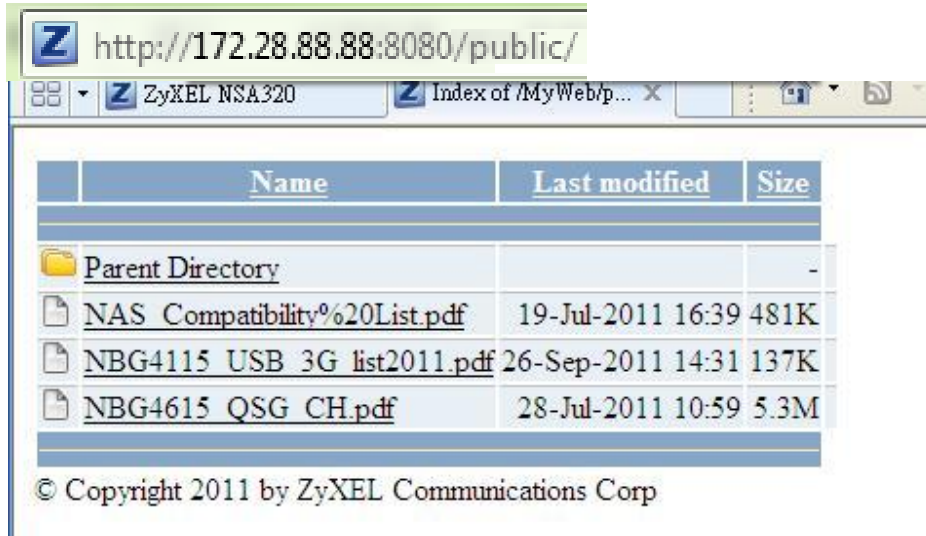 Z http://172.28.88.88:8080/public/
Z ZyXEL NSA320 Z Index of /MyWeb/p... X
Name Last modified Size
Parent Directory -
NAS_Compatibility%20List.pdf 19-Jul-2011 16:39 481K
NBG4115_USB_3G_list2011.pdf 26-Sep-2011 14:31 137K
NBG4615_QSG_CH.pdf 28-Jul-2011 10:59 5.3M
© Copyright 2011 by ZyXEL Communications Corp